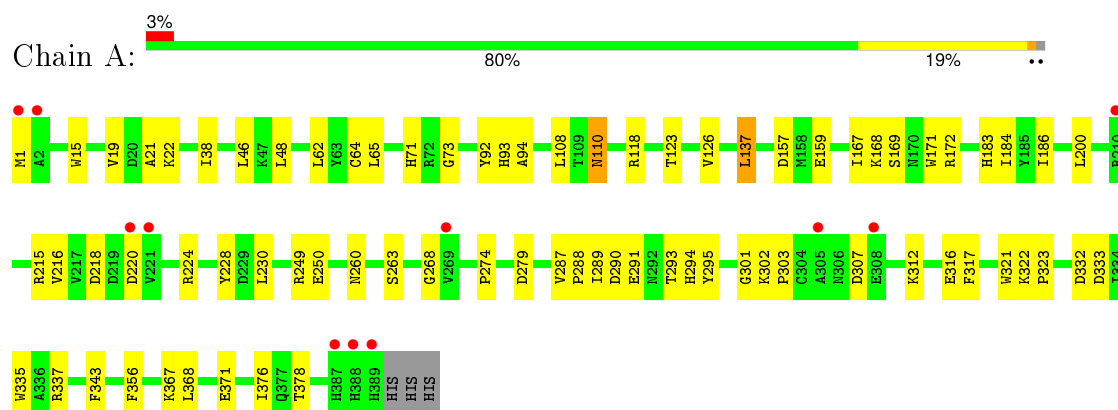 3%
Chain A:
80% 19% ••
M1 A2 W15 V19 D20 A21 K22 I38 L46 K47 L48 L62 Y63 C64 L65 H71 R72 G73 Y92 H93 A94 L108 T109 N110 R118 T123 V126 L137 D157 M158 E159 I167 K168 S169 N170 W171 R172 H183 I184 Y185 I186 L200
R215 V216 V217 D218 D219 D220 V221 R224 Y228 D229 L230 R249 E250 N260 S263 G268 V269 P274 D279 V287 P288 I289 D290 E291 N292 T293 H294 Y295 G301 K302 P303 C304 A305 N306 D307 E308 K312 E316 F317 W321 K322 P323 D332 D333
W335 A336 R337 F343 F356 K367 L368 E371 I376 Q377 T378 H387 H388 H389 HIS HIS HIS